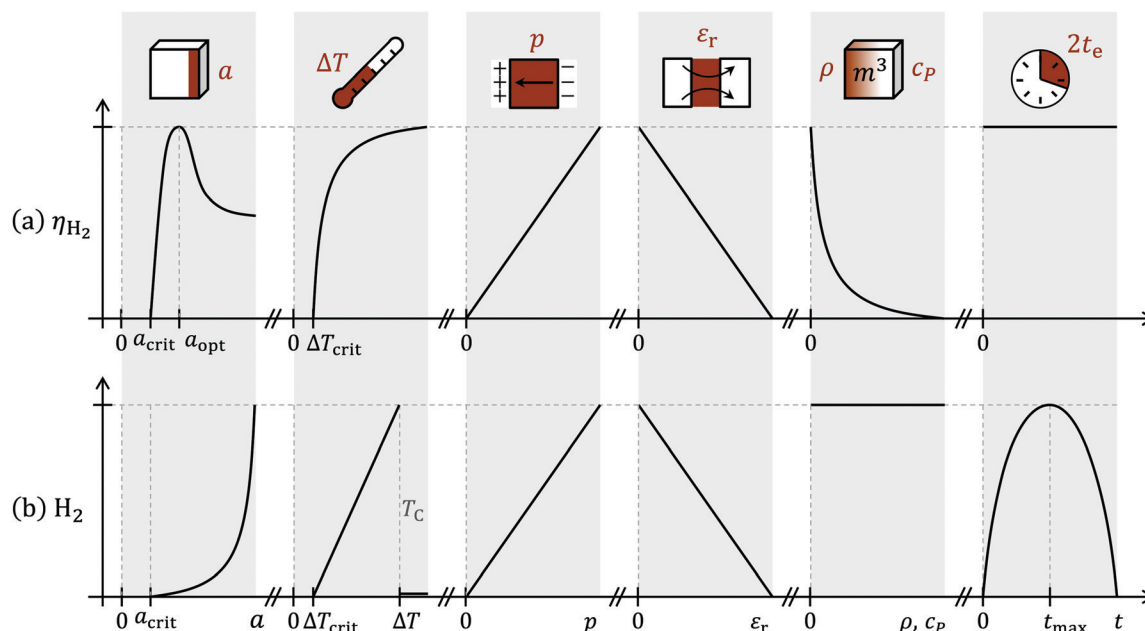 a ΔT p εr ρ m³ cP 2te
+ + + − − −
(a) ηH2
0 acrit aopt 0 ΔTcrit 0 0 0 0
(b) H2
TC
0 acrit a 0 ΔTcrit ΔT 0 p 0 εr 0 ρ, cP 0 tmax t